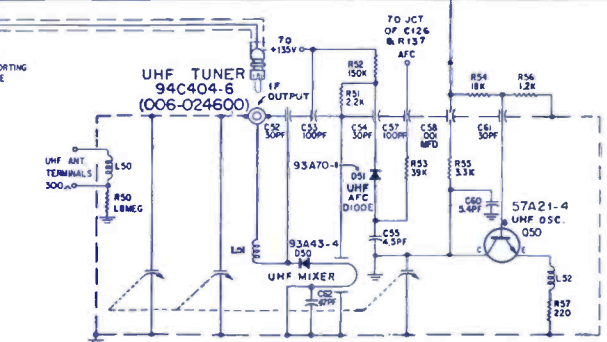 TO JCT
OF C126
& R137
AFC
TO
+135V
ORTING
E
UHF TUNER
94C404-6
(006-024600)
IF
OUTPUT
R52
150K
R51
2.2K
R54
18K
R56
1.2K
C52
30PF
C53
100PF
C54
30PF
C57
100PF
C58
.001
MFD
C61
30PF
UHF ANT
TERMINALS
300Ω
L50
R50
1.8MEG
93A70-
D51
UHF
AFC
DIODE
R53
39K
R55
3.3K
C60
5.4PF
57A21-4
UHF OSC.
Q50
B
C
E
C55
4.5PF
L51
93A43-4
D50
UHF MIXER
C62
47PF
L52
R57
220